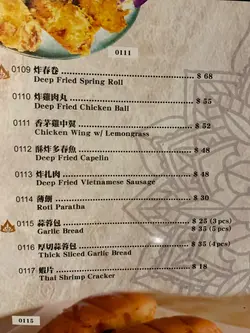 0111
0109 炸春卷 $ 68
Deep Fried Spring Roll
0110 炸雞肉丸 $ 55
Deep Fried Chicken Ball
0111 香茅雞中翼 $ 52
Chicken Wing w/ Lemongrass
0112 酥炸多春魚 $ 48
Deep Fried Capelin
0113 炸扎肉 $ 48
Deep Fried Vietnamese Sausage
0114 薄餅 $ 30
Roti Paratha
0115 蒜蓉包 $ 25 (3 pcs)
Garlic Bread $ 35 (5 pcs)
0116 厚切蒜蓉包 $ 35 (4 pcs)
Thick Sliced Garlic Bread
0117 蝦片 $ 18
Thai Shrimp Cracker
0115